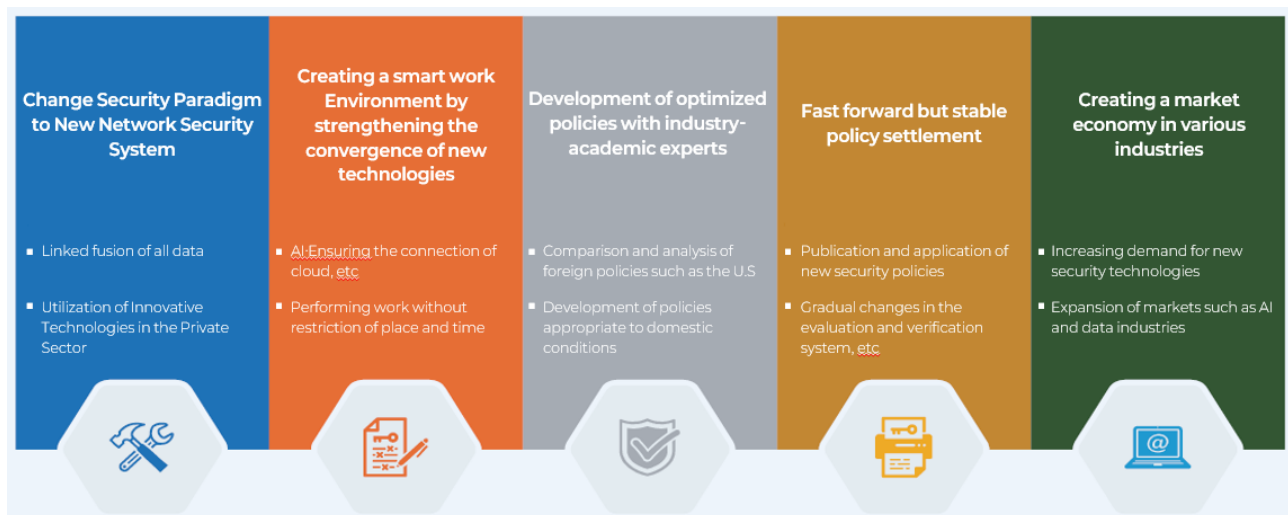 Change Security Paradigm
to New Network Security
System
▪ Linked fusion of all data
▪ Utilization of Innovative
Technologies in the Private
Sector
Creating a smart work
Environment by
strengthening the
convergence of new
technologies
▪ AI·Ensuring the connection of
cloud, etc
▪ Performing work without
restriction of place and time
Development of optimized
policies with industry-
academic experts
▪ Comparison and analysis of
foreign policies such as the U.S
▪ Development of policies
appropriate to domestic
conditions
Fast forward but stable
policy settlement
▪ Publication and application of
new security policies
▪ Gradual changes in the
evaluation and verification
system, etc
Creating a market
economy in various
industries
▪ Increasing demand for new
security technologies
▪ Expansion of markets such as AI
and data industries
@